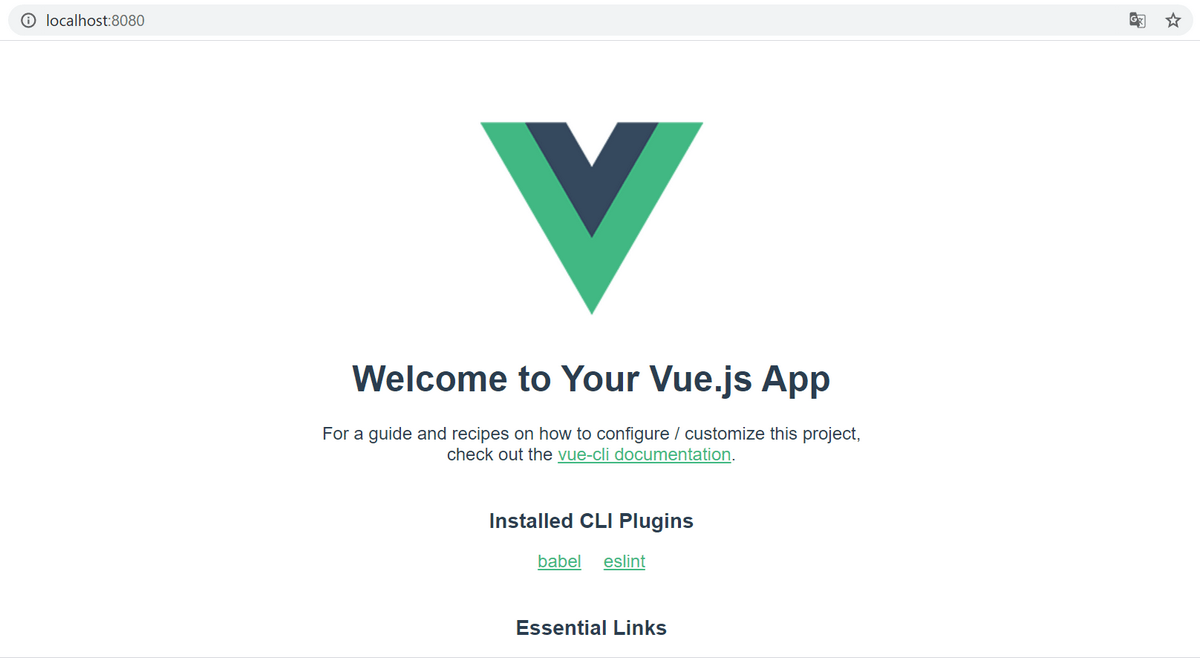 localhost:8080
Welcome to Your Vue.js App
For a guide and recipes on how to configure / customize this project,
check out the vue-cli documentation.
Installed CLI Plugins
babel eslint
Essential Links